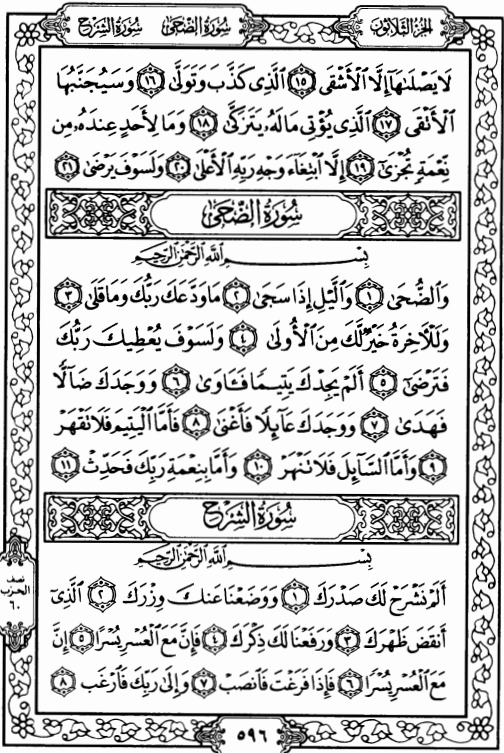 الجزء الثلاثون سورة الضحى سورة الشرح
لَا يَصْلَىٰهَآ إِلَّا ٱلْأَشْقَى ١٥ ٱلَّذِى كَذَّبَ وَتَوَلَّىٰ ١٦ وَسَيُجَنَّبُهَا
ٱلْأَتْقَى ١٧ ٱلَّذِى يُؤْتِى مَالَهُۥ يَتَزَكَّىٰ ١٨ وَمَا لِأَحَدٍ عِندَهُۥ مِن
نِّعْمَةٍ تُجْزَىٰٓ ١٩ إِلَّا ٱبْتِغَآءَ وَجْهِ رَبِّهِ ٱلْأَعْلَىٰ ٢٠ وَلَسَوْفَ يَرْضَىٰ ٢١
سُورَةُ الضُّحَىٰ
بِسْمِ ٱللَّهِ ٱلرَّحْمَٰنِ ٱلرَّحِيمِ
وَٱلضُّحَىٰ ١ وَٱلَّيْلِ إِذَا سَجَىٰ ٢ مَا وَدَّعَكَ رَبُّكَ وَمَا قَلَىٰ ٣
وَلَلْءَاخِرَةُ خَيْرٌ لَّكَ مِنَ ٱلْأُولَىٰ ٤ وَلَسَوْفَ يُعْطِيكَ رَبُّكَ
فَتَرْضَىٰٓ ٥ أَلَمْ يَجِدْكَ يَتِيمًا فَـَٔاوَىٰ ٦ وَوَجَدَكَ ضَآلًّا
فَهَدَىٰ ٧ وَوَجَدَكَ عَآئِلًا فَأَغْنَىٰ ٨ فَأَمَّا ٱلْيَتِيمَ فَلَا تَقْهَرْ
٩ وَأَمَّا ٱلسَّآئِلَ فَلَا تَنْهَرْ ١٠ وَأَمَّا بِنِعْمَةِ رَبِّكَ فَحَدِّثْ ١١
سُورَةُ الشَّرْحِ
بِسْمِ ٱللَّهِ ٱلرَّحْمَٰنِ ٱلرَّحِيمِ
أَلَمْ نَشْرَحْ لَكَ صَدْرَكَ ١ وَوَضَعْنَا عَنكَ وِزْرَكَ ٢ ٱلَّذِىٓ
أَنقَضَ ظَهْرَكَ ٣ وَرَفَعْنَا لَكَ ذِكْرَكَ ٤ فَإِنَّ مَعَ ٱلْعُسْرِ يُسْرًا ٥ إِنَّ
مَعَ ٱلْعُسْرِ يُسْرًا ٦ فَإِذَا فَرَغْتَ فَٱنصَبْ ٧ وَإِلَىٰ رَبِّكَ فَٱرْغَب ٨
نصف
الحزب
٦٠
٥٩٦